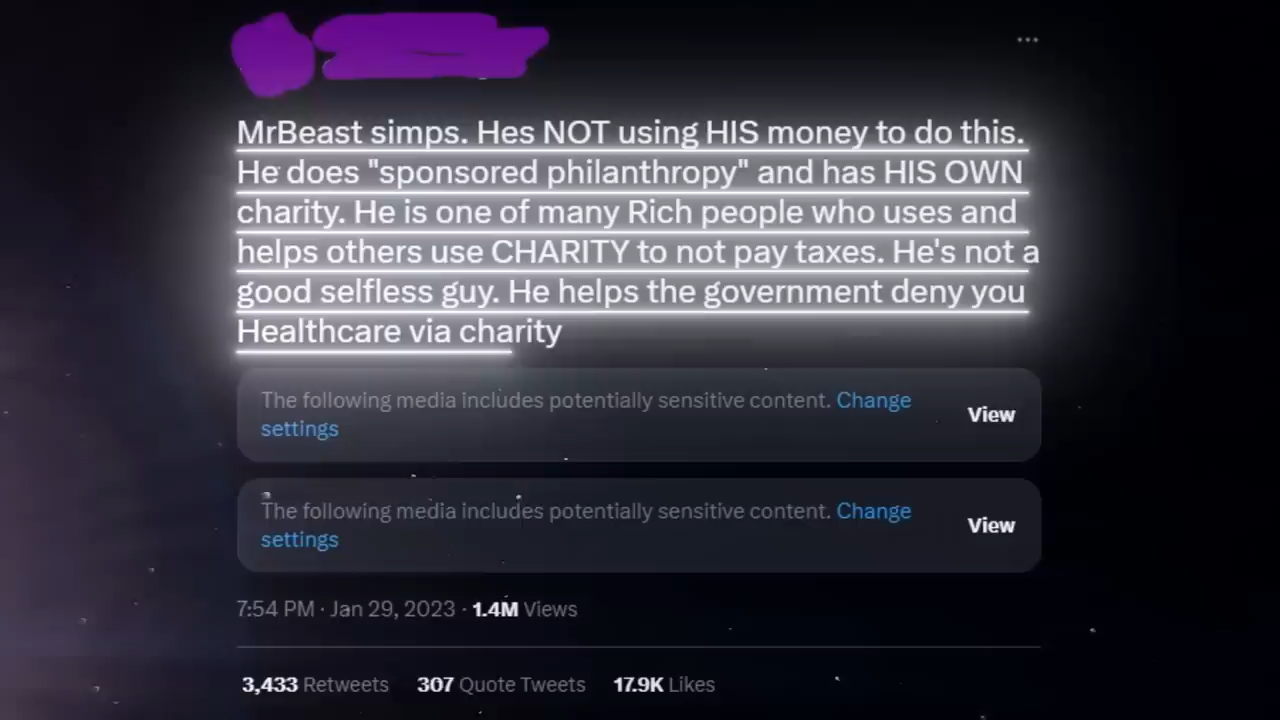 MrBeast simps. Hes NOT using HIS money to do this.
He does "sponsored philanthropy" and has HIS OWN
charity. He is one of many Rich people who uses and
helps others use CHARITY to not pay taxes. He's not a
good selfless guy. He helps the government deny you
Healthcare via charity
The following media includes potentially sensitive content. Change
settings
View
The following media includes potentially sensitive content. Change
settings
View
7:54 PM · Jan 29, 2023 · 1.4M Views
3,433 Retweets 307 Quote Tweets 17.9K Likes